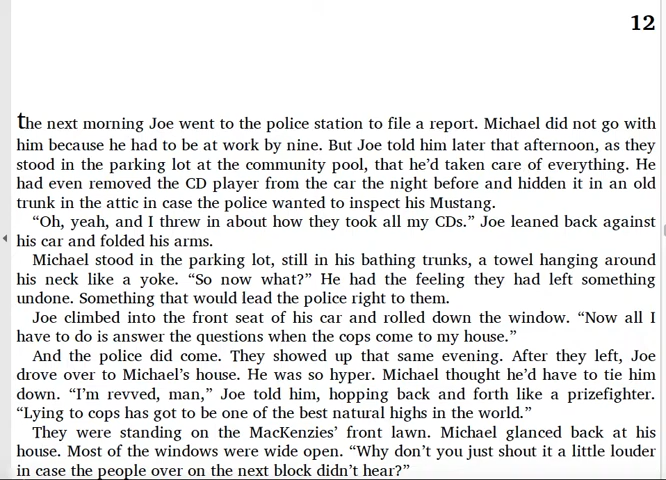 12
the next morning Joe went to the police station to file a report. Michael did not go with
him because he had to be at work by nine. But Joe told him later that afternoon, as they
stood in the parking lot at the community pool, that he’d taken care of everything. He
had even removed the CD player from the car the night before and hidden it in an old
trunk in the attic in case the police wanted to inspect his Mustang.
“Oh, yeah, and I threw in about how they took all my CDs.” Joe leaned back against
his car and folded his arms.
Michael stood in the parking lot, still in his bathing trunks, a towel hanging around
his neck like a yoke. “So now what?” He had the feeling they had left something
undone. Something that would lead the police right to them.
Joe climbed into the front seat of his car and rolled down the window. “Now all I
have to do is answer the questions when the cops come to my house.”
And the police did come. They showed up that same evening. After they left, Joe
drove over to Michael’s house. He was so hyper. Michael thought he’d have to tie him
down. “I’m revved, man,” Joe told him, hopping back and forth like a prizefighter.
“Lying to cops has got to be one of the best natural highs in the world.”
They were standing on the MacKenzies’ front lawn. Michael glanced back at his
house. Most of the windows were wide open. “Why don’t you just shout it a little louder
in case the people over on the next block didn’t hear?”